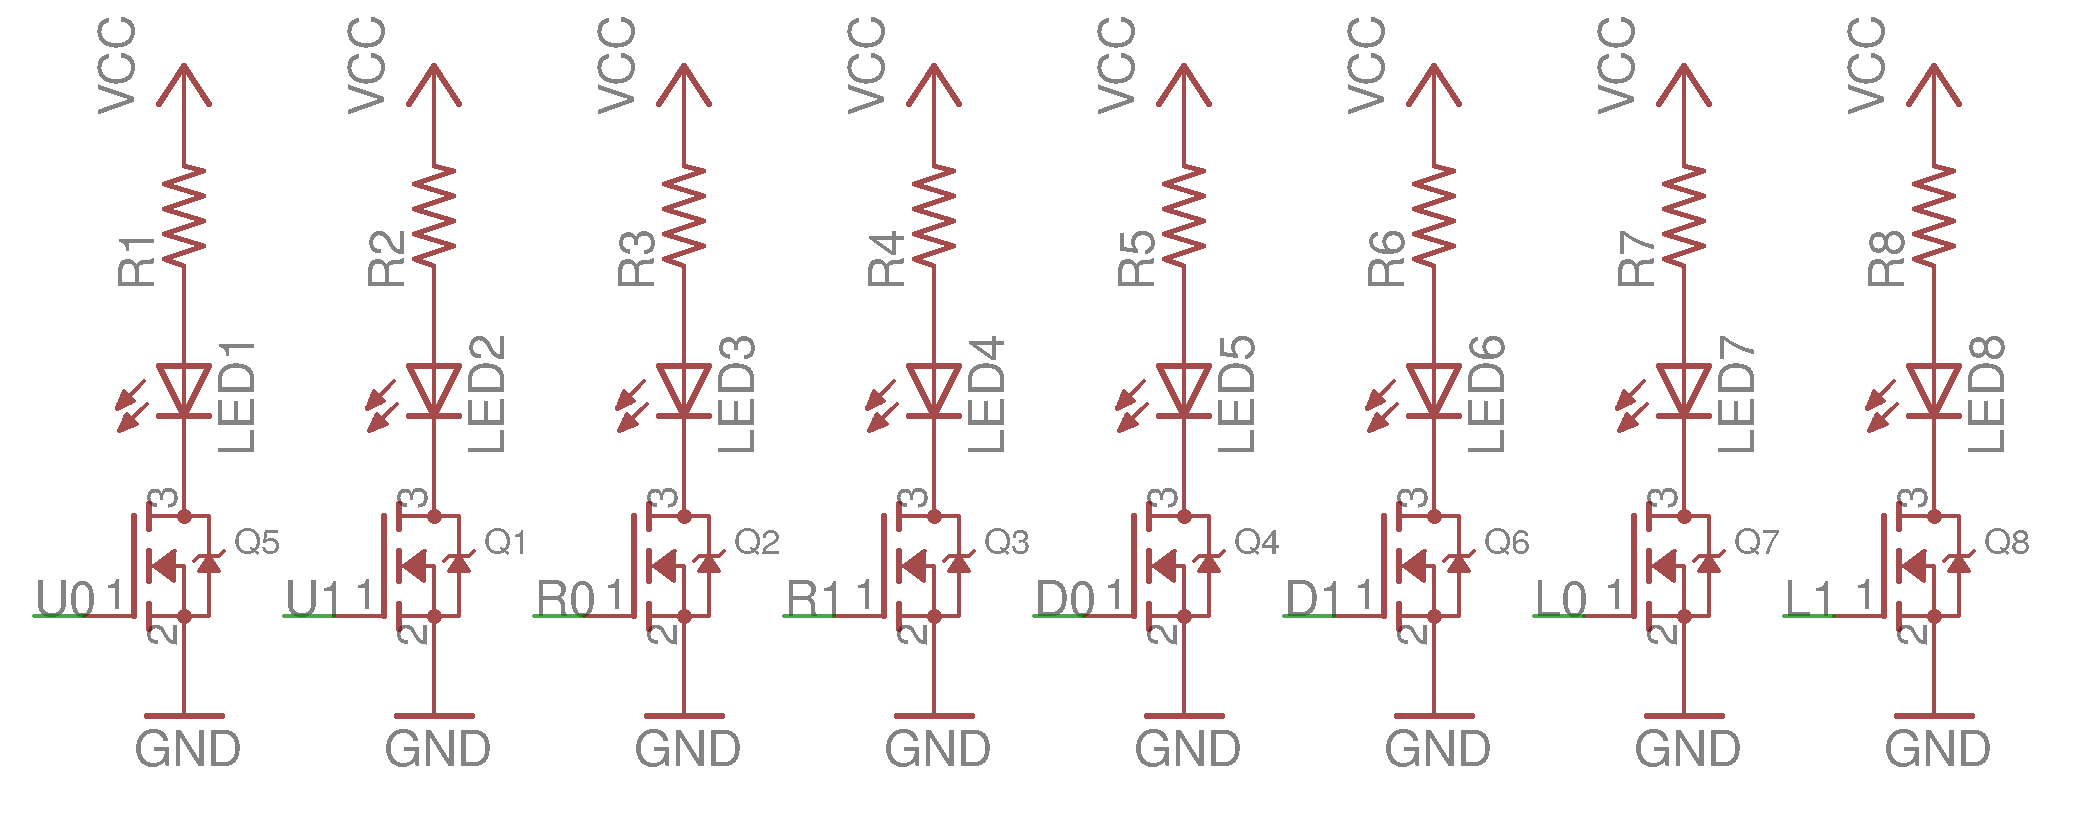 VCC VCC VCC VCC VCC VCC VCC VCC
R1 R2 R3 R4 R5 R6 R7 R8
LED1 LED2 LED3 LED4 LED5 LED6 LED7 LED8
3 3 3 3 3 3 3 3
Q5 Q1 Q2 Q3 Q4 Q6 Q7 Q8
U0 1 U1 1 R0 1 R1 1 D0 1 D1 1 L0 1 L1 1
2 2 2 2 2 2 2 2
GND GND GND GND GND GND GND GND